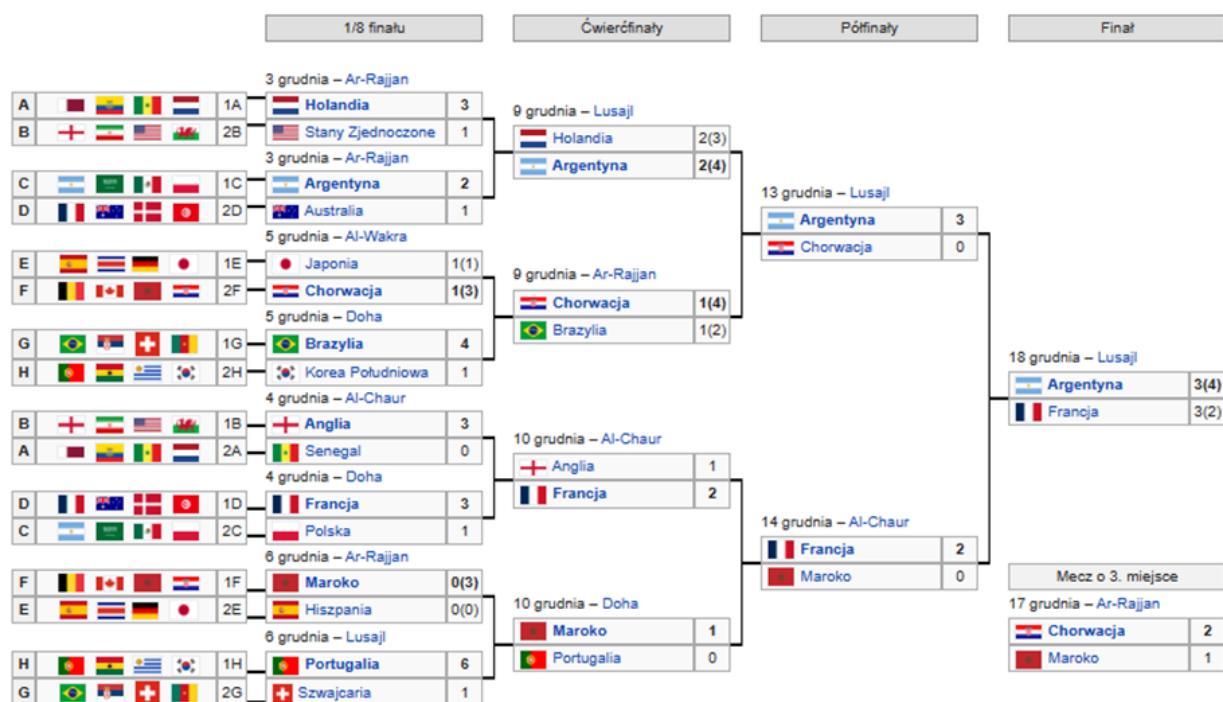 1/8 finału
Ćwierćfinały
Półfinały
Finał
3 grudnia – Ar-Rajjan
A 1A Holandia 3
B 2B Stany Zjednoczone 1
3 grudnia – Ar-Rajjan
C 1C Argentyna 2
D 2D Australia 1
5 grudnia – Al-Wakra
E 1E Japonia 1(1)
F 2F Chorwacja 1(3)
5 grudnia – Doha
G 1G Brazylia 4
H 2H Korea Południowa 1
4 grudnia – Al-Chaur
B 1B Anglia 3
A 2A Senegal 0
4 grudnia – Doha
D 1D Francja 3
C 2C Polska 1
6 grudnia – Ar-Rajjan
F 1F Maroko 0(3)
E 2E Hiszpania 0(0)
6 grudnia – Lusajl
H 1H Portugalia 6
G 2G Szwajcaria 1
9 grudnia – Lusajl
Holandia 2(3)
Argentyna 2(4)
9 grudnia – Ar-Rajjan
Chorwacja 1(4)
Brazylia 1(2)
10 grudnia – Al-Chaur
Anglia 1
Francja 2
10 grudnia – Doha
Maroko 1
Portugalia 0
13 grudnia – Lusajl
Argentyna 3
Chorwacja 0
14 grudnia – Al-Chaur
Francja 2
Maroko 0
18 grudnia – Lusajl
Argentyna 3(4)
Francja 3(2)
Mecz o 3. miejsce
17 grudnia – Ar-Rajjan
Chorwacja 2
Maroko 1